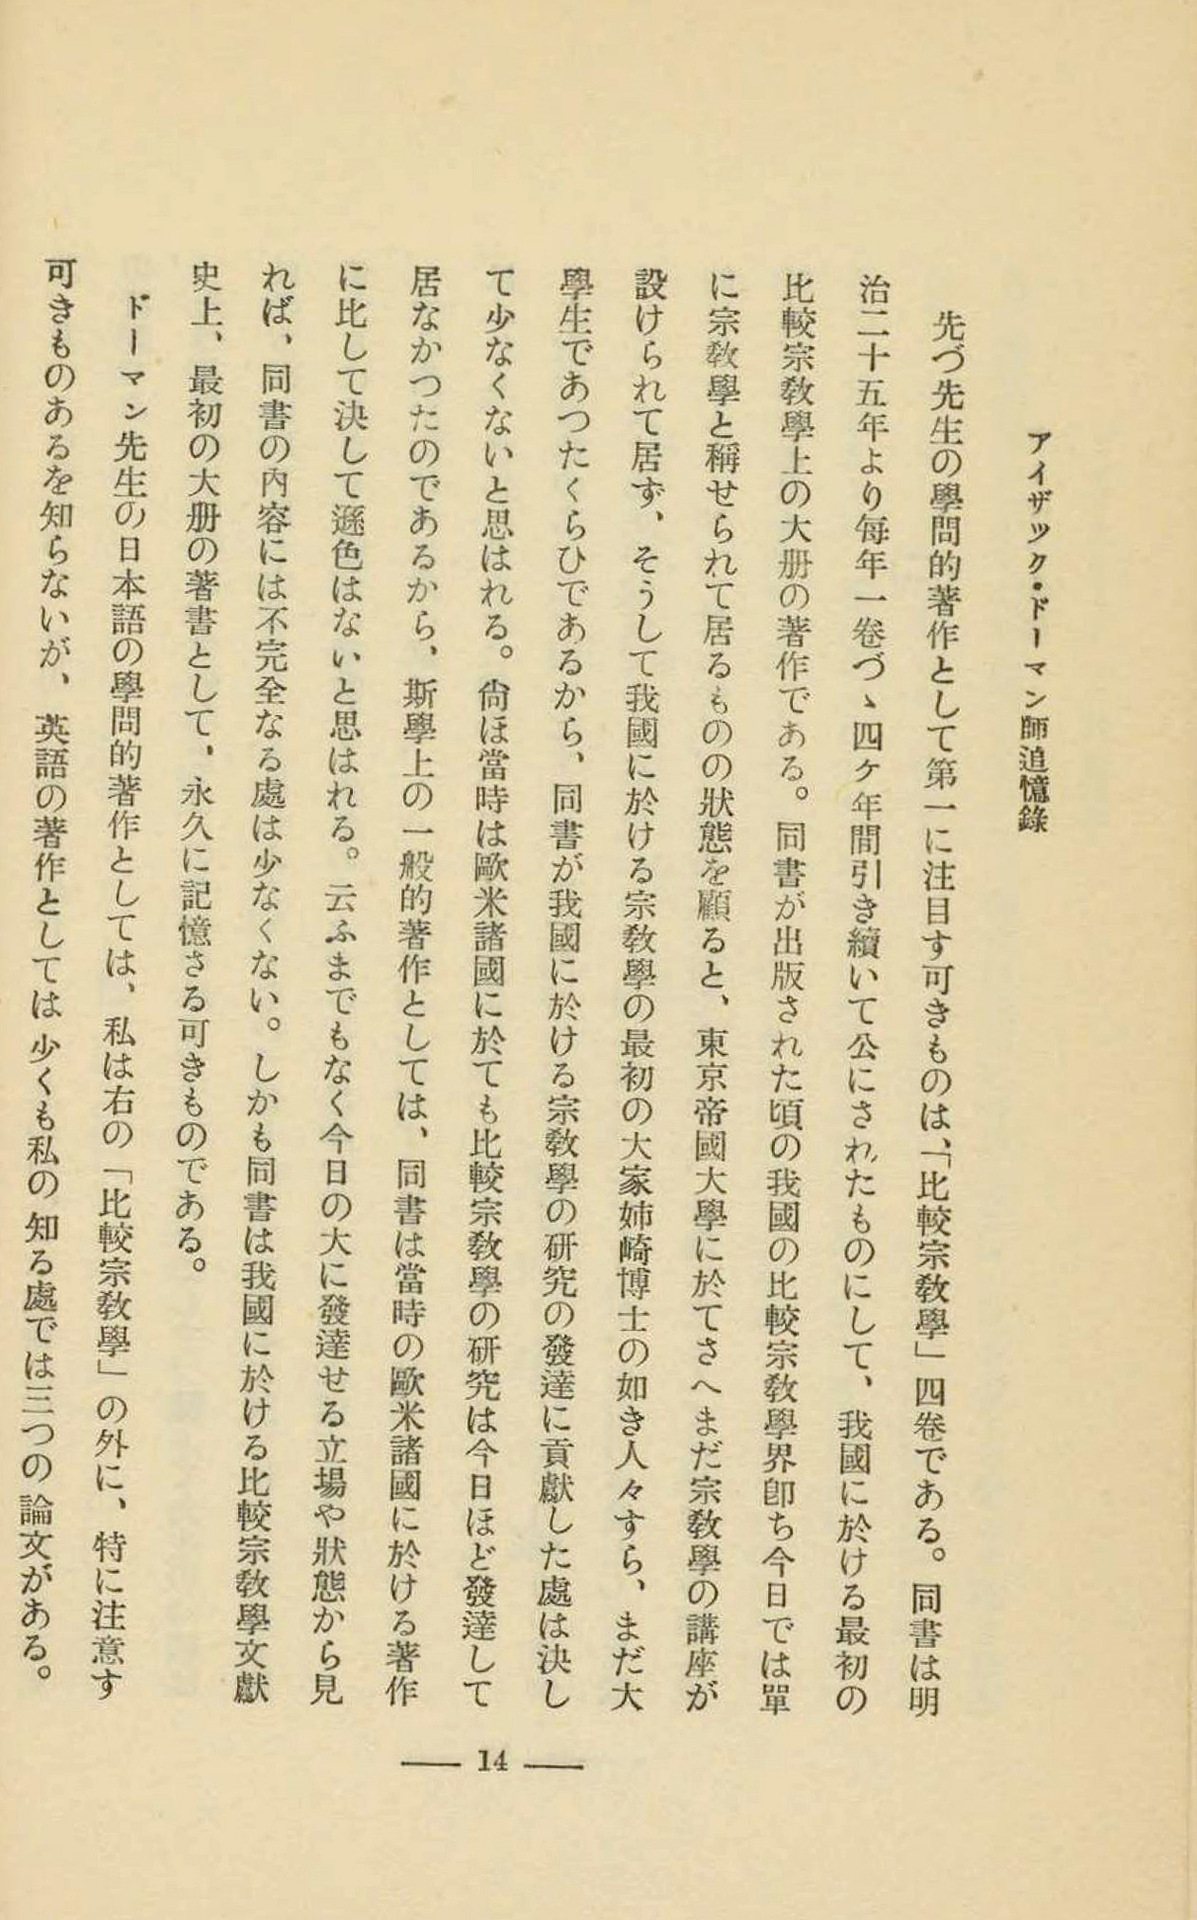 アイザック・ドーマン師追憶錄
先づ先生の學問的著作として第一に注目す可きものは、「比較宗敎學」四卷である。同書は明
治二十五年より每年一卷づゝ四ケ年間引き續いて公にされたものにして、我國に於ける最初の
比較宗敎學上の大册の著作である。同書が出版された頃の我國の比較宗敎學界卽ち今日では單
に宗敎學と稱せられて居るものの狀態を顧ると、東京帝國大學に於てさへまだ宗敎學の講座が
設けられて居ず、そうして我國に於ける宗敎學の最初の大家姉崎博士の如き人々すら、まだ大
學生であつたくらひであるから、同書が我國に於ける宗敎學の硏究の發達に貢獻した處は決し
て少なくないと思はれる。尙ほ當時は歐米諸國に於ても比較宗敎學の硏究は今日ほど發達して
居なかつたのであるから、斯學上の一般的著作としては、同書は當時の歐米諸國に於ける著作
に比して決して遜色はないと思はれる。云ふまでもなく今日の大に發達せる立場や狀態から見
れば、同書の內容には不完全なる處は少なくない。しかも同書は我國に於ける比較宗敎學文獻
史上、最初の大册の著書として、永久に記憶さる可きものである。
ドーマン先生の日本語の學問的著作としては、私は右の「比較宗敎學」の外に、特に注意す
可きものあるを知らないが、英語の著作としては少くも私の知る處では三つの論文がある。
— 14 —